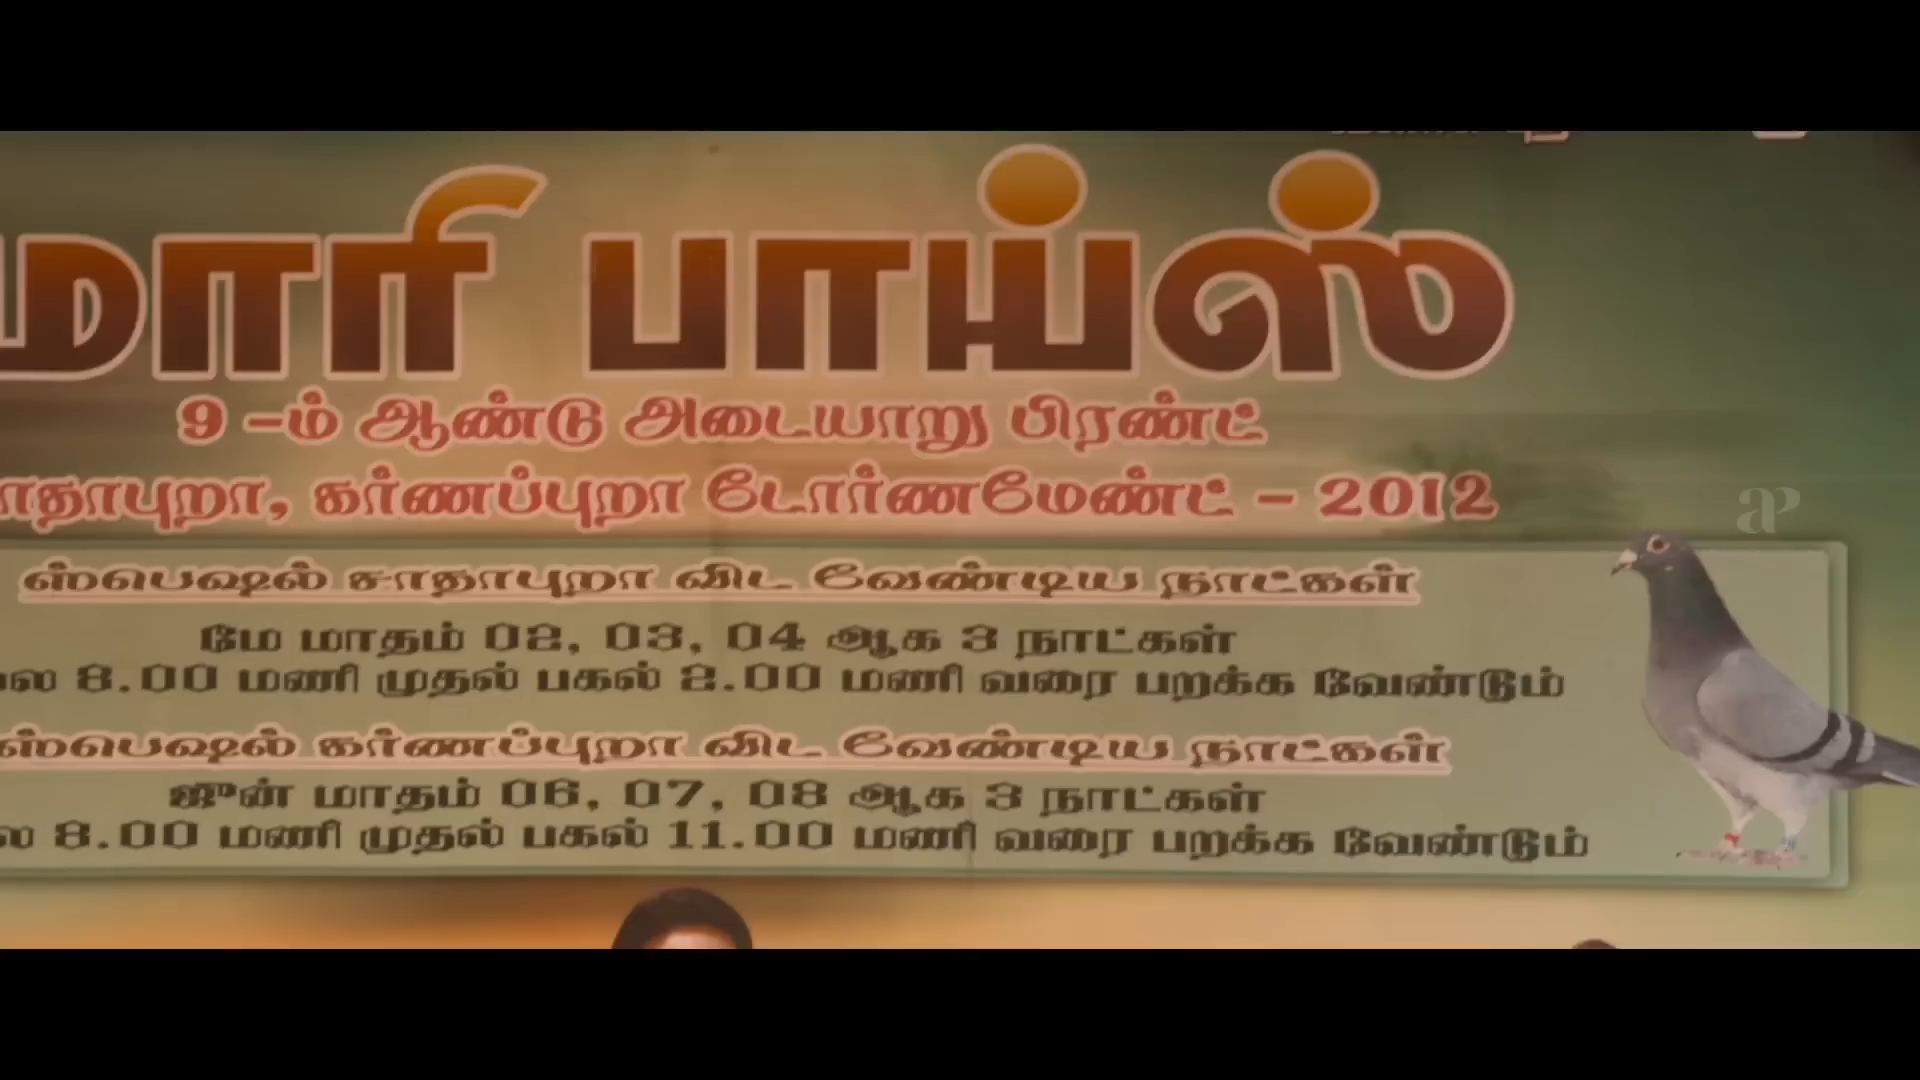 மாரி பாய்ஸ்
9 -ம் ஆண்டு அடையாறு பிரண்ட்
கர்ணப்புறா டோர்ணமேண்ட் - 2012
ஸ்பெஷல் சாதாபுறா விட வேண்டிய நாட்கள்
மே மாதம் 02, 03, 04 ஆக 3 நாட்கள்
8.00 மணி முதல் பகல் 2.00 மணி வரை பறக்க வேண்டும்
ஸ்பெஷல் கர்ணப்புறா விட வேண்டிய நாட்கள்
ஜுன் மாதம் 06, 07, 08 ஆக 3 நாட்கள்
8.00 மணி முதல் பகல் 11.00 மணி வரை பறக்க வேண்டும்
ap